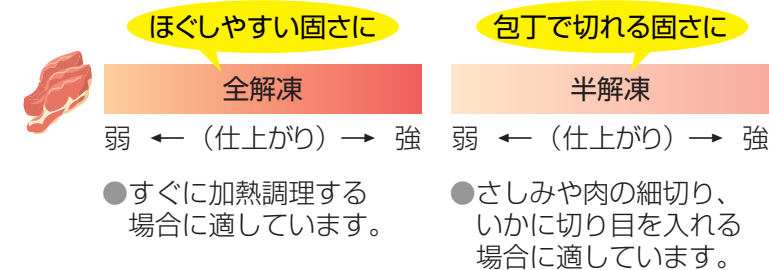 ほぐしやすい固さに
全解凍
弱 ←（仕上がり）→ 強
●すぐに加熱調理する
場合に適しています。
包丁で切れる固さに
半解凍
弱 ←（仕上がり）→ 強
●さしみや肉の細切り、
いかに切り目を入れる
場合に適しています。